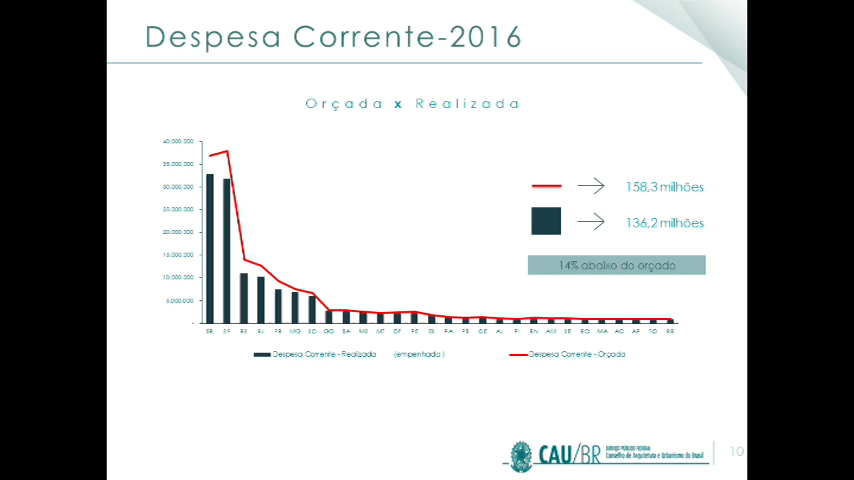 Despesa Corrente-2016
Orçada x Realizada
40.000.000
35.000.000
30.000.000
25.000.000
20.000.000
15.000.000
10.000.000
5.000.000
-
BR SP RS RJ PR MG SC GO BA MS MT DF PE ES PA PB CE AL PI RN AM SE RO MA AC AP TO RR
158,3 milhões
136,2 milhões
14% abaixo do orçado
Despesa Corrente - Realizada (empenhada) Despesa Corrente - Orçada
CAU/BR
SERVIÇO PÚBLICO FEDERAL
Conselho de Arquitetura e Urbanismo do Brasil
10